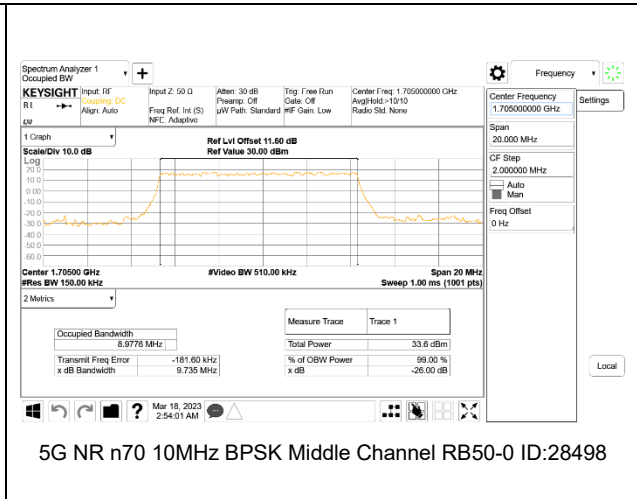 Spectrum Analyzer 1
Occupied BW
+
Frequency
KEYSIGHT
Input: RF
Coupling: DC
Align: Auto
Input Z: 50 Ω
Freq Ref: Int (S)
NFE: Adaptive
Atten: 30 dB
Preamp: Off
µW Path: Standard
Trig: Free Run
Gate: Off
#IF Gain: Low
Center Freq: 1.705000000 GHz
Avg|Hold:>10/10
Radio Std: None
Center Frequency
1.705000000 GHz
Settings
Span
20.000 MHz
CF Step
2.000000 MHz
Auto
Man
Freq Offset
0 Hz
Local
1 Graph
Scale/Div 10.0 dB
Ref Lvl Offset 11.60 dB
Ref Value 30.00 dBm
Log
20.0
10.0
0.00
-10.0
-20.0
-30.0
-40.0
-50.0
-60.0
Center 1.70500 GHz
#Video BW 510.00 kHz
Span 20 MHz
#Res BW 150.00 kHz
Sweep 1.00 ms (1001 pts)
2 Metrics
Measure Trace
Trace 1
Occupied Bandwidth
8.9776 MHz
Total Power
33.6 dBm
Transmit Freq Error
-181.60 kHz
% of OBW Power
99.00 %
x dB Bandwidth
9.735 MHz
x dB
-26.00 dB
?
Mar 18, 2023
2:54:01 AM
5G NR n70 10MHz BPSK Middle Channel RB50-0 ID:28498